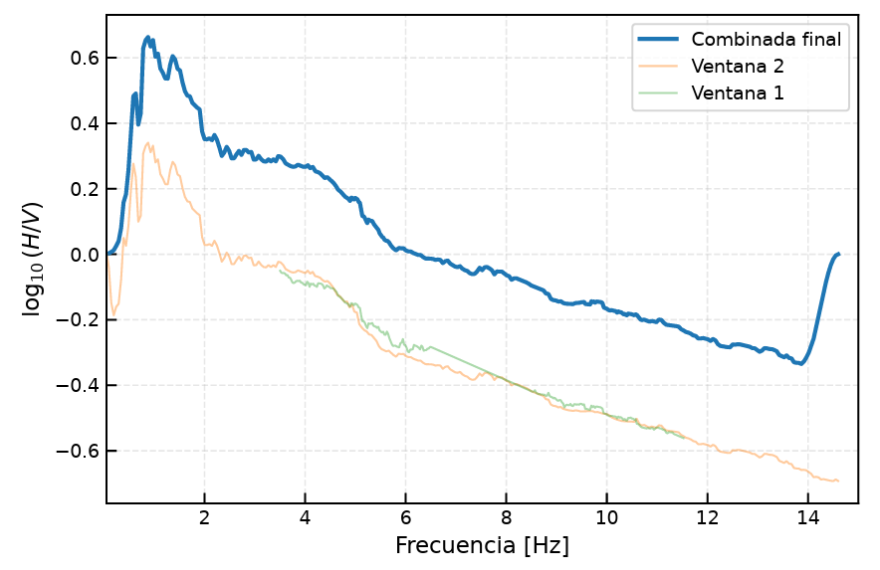 Combinada final
Ventana 2
Ventana 1
0.6
0.4
0.2
0.0
−0.2
−0.4
−0.6
log₁₀(H/V)
2 4 6 8 10 12 14
Frecuencia [Hz]